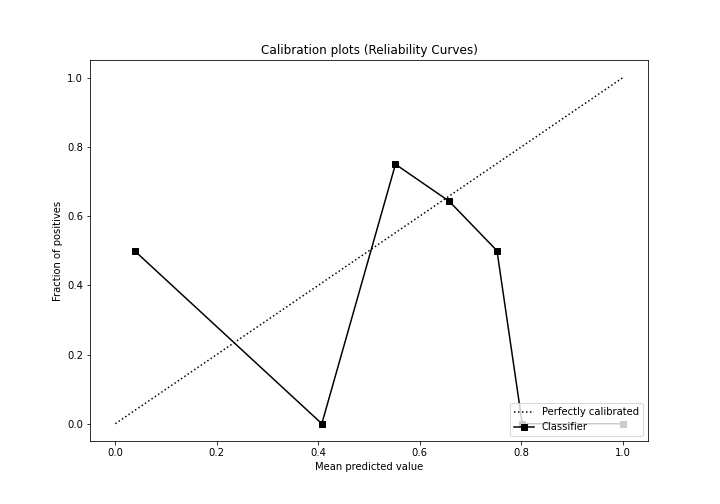 Calibration plots (Reliability Curves)
1.0
0.8
0.6
0.4
0.2
0.0
Fraction of positives
Perfectly calibrated
Classifier
0.0 0.2 0.4 0.6 0.8 1.0
Mean predicted value